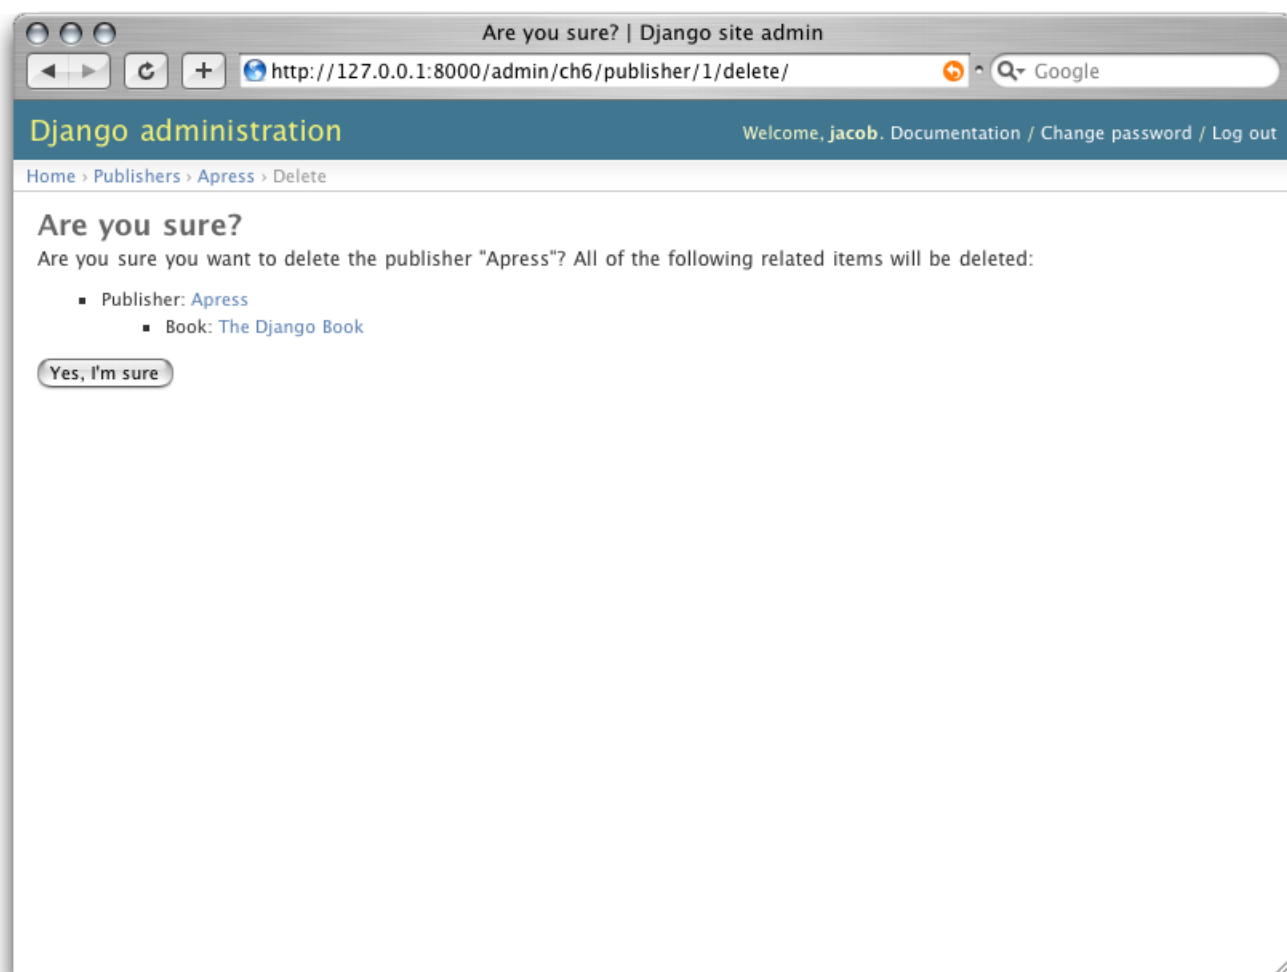 Are you sure? | Django site admin
http://127.0.0.1:8000/admin/ch6/publisher/1/delete/
Google
Django administration
Welcome, jacob. Documentation / Change password / Log out
Home › Publishers › Apress › Delete
Are you sure?
Are you sure you want to delete the publisher "Apress"? All of the following related items will be deleted:
Publisher: Apress
Book: The Django Book
Yes, I'm sure